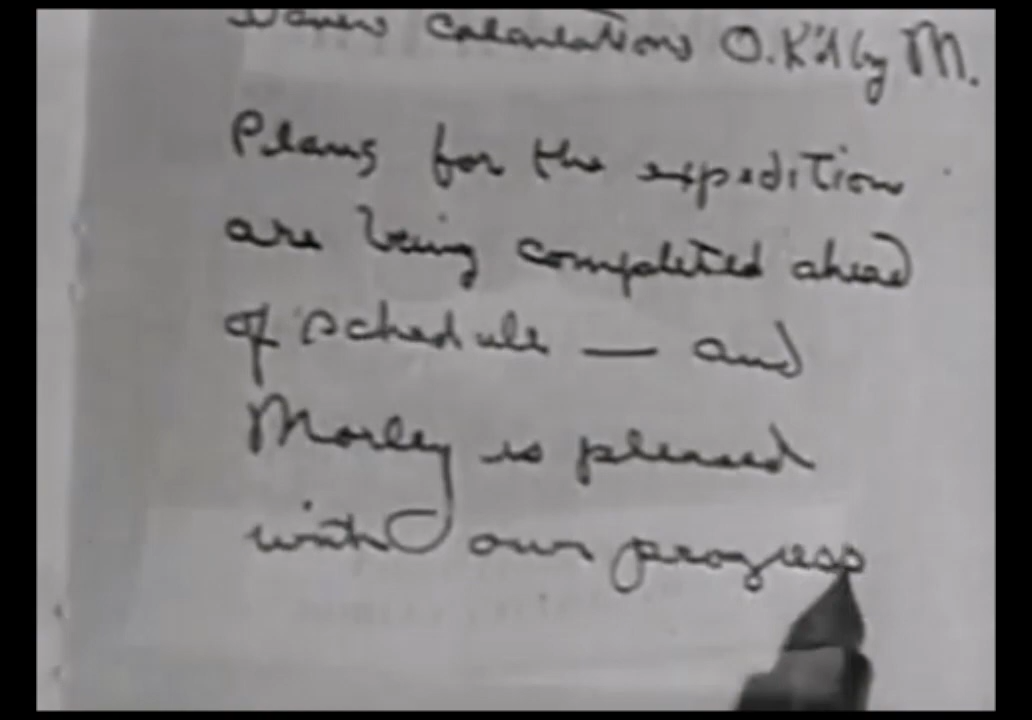 calculations O.K'd by M.
Plans for the expedition
are being completed ahead
of schedule — and
Morley is pleased
with our progress